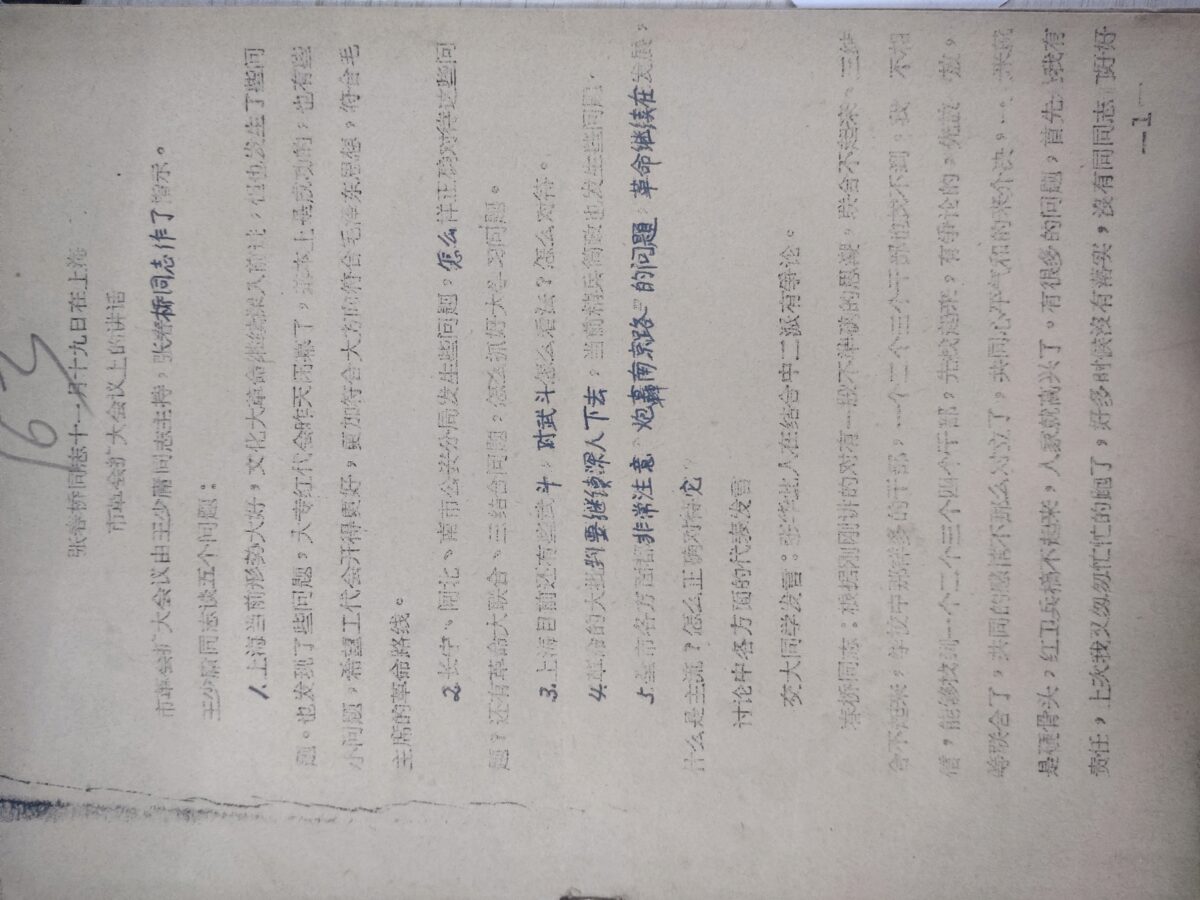 163
张春桥同志十一月十九日在上海
市革会扩大会议上的讲话
市革会扩大会议由王少庸同志主持，张春桥同志作了指示。
王少庸同志谈五个问题：
1.上海当前形势大好，文化大革命继续深入前进，但也发生了些问
题。也发现了些问题，大专红代会昨天闭幕了，基本上是成功的，也有些
小问题，希望工代会开得更好，更加符合大方向符合毛泽东思想，符合毛
主席的革命路线。
2.长宁、闸北、南市公安分局发生些问题，怎么样正确对待这些问
题？还有革命大联合、三结合问题，怎么抓好大学习问题。
3.上海目前还有些武斗，对武斗怎么看法？怎么对待。
4.革命的大批判要继续深入下去，当前精兵简政也发生些问题。
5.全市各方面都非常注意“炮轰南京路”的问题，革命继续在发展，
什么是主流？怎么正确对待它？
讨论中各方面的代表发言
交大同学发言：张华此人在结合中二派有争论。
春桥同志：根据刚刚讲的对有一股不准确的思潮，联合不起来、三结
合不起来，学校中那样多的干部，一个二个三个干部也找不到，我 不相
信，能够找到一个二个三个四个干部，先找起来，有争论的，先放 放，
等联合了，共同的感情不那么对立了，共同心平气和的来介决，一 来就
是硬骨头，红卫兵搞不起来，人家就高兴了。有很多的问题，首先是我有
责任，上次我又匆匆忙忙的跑了，好多时候沒有落实，沒有同同志们好好
—1—